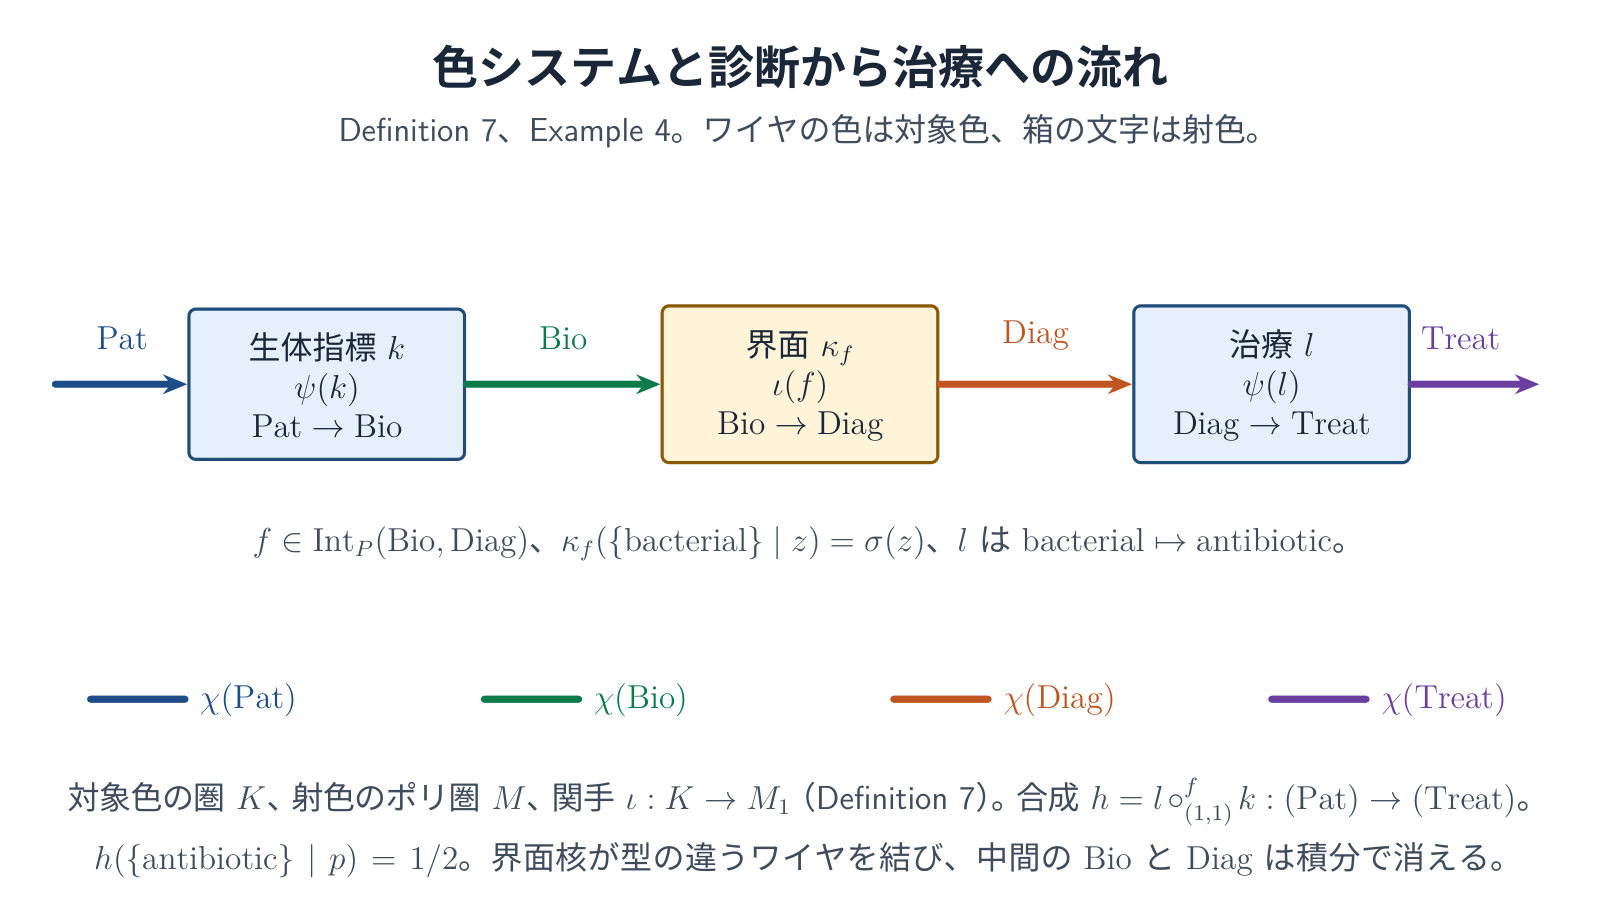 色システムと診断から治療への流れ
Definition 7、Example 4。ワイヤの色は対象色、箱の文字は射色。
Pat
生体指標 k
ψ(k)
Pat → Bio
Bio
界面 κ_f
ι(f)
Bio → Diag
Diag
治療 l
ψ(l)
Diag → Treat
Treat
f ∈ Int_P(Bio, Diag)、κ_f({bacterial} | z) = σ(z)、l は bacterial ↦ antibiotic。
χ(Pat)
χ(Bio)
χ(Diag)
χ(Treat)
対象色の圏 K、射色のポリ圏 M、関手 ι : K → M_1（Definition 7）。合成 h = l ∘^f_{(1,1)} k : (Pat) → (Treat)。
h({antibiotic} | p) = 1/2。界面核が型の違うワイヤを結び、中間の Bio と Diag は積分で消える。